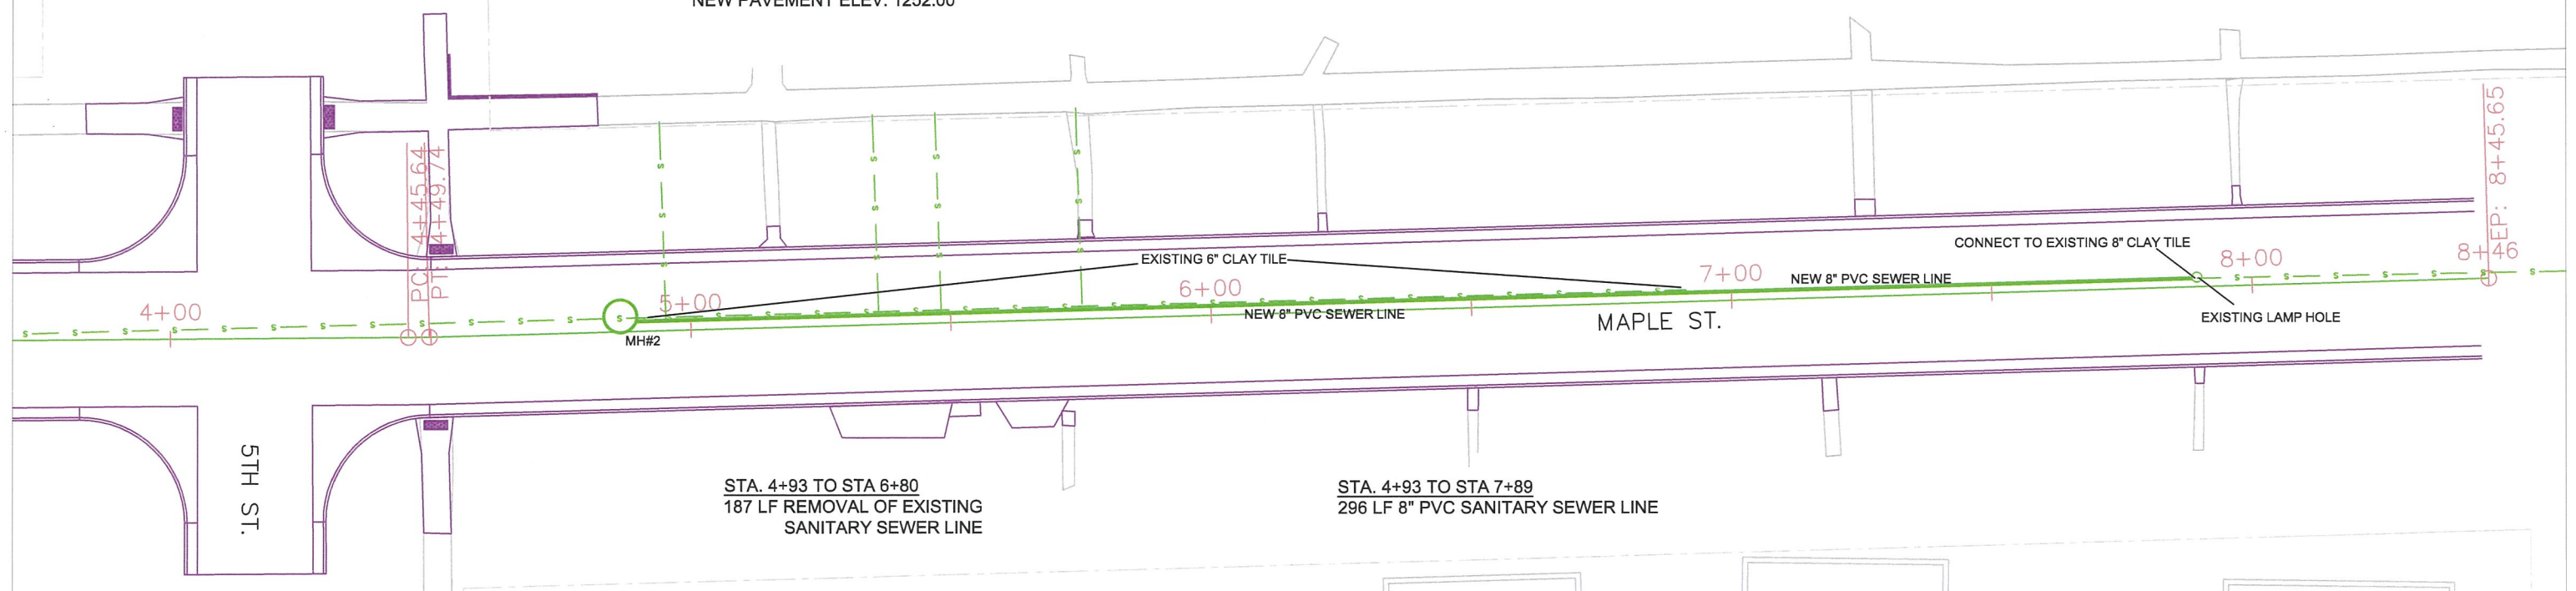 NEW PAVEMENT ELEV: 1252.00
PC: 4+45.64
PT: 4+49.74
EP: 8+45.65
CONNECT TO EXISTING 8" CLAY TILE
EXISTING 6" CLAY TILE
4+00
5+00
6+00
7+00
8+00
8+46
NEW 8" PVC SEWER LINE
NEW 8" PVC SEWER LINE
MH#2
MAPLE ST.
EXISTING LAMP HOLE
5TH ST.
STA. 4+93 TO STA 6+80
187 LF REMOVAL OF EXISTING
SANITARY SEWER LINE
STA. 4+93 TO STA 7+89
296 LF 8" PVC SANITARY SEWER LINE